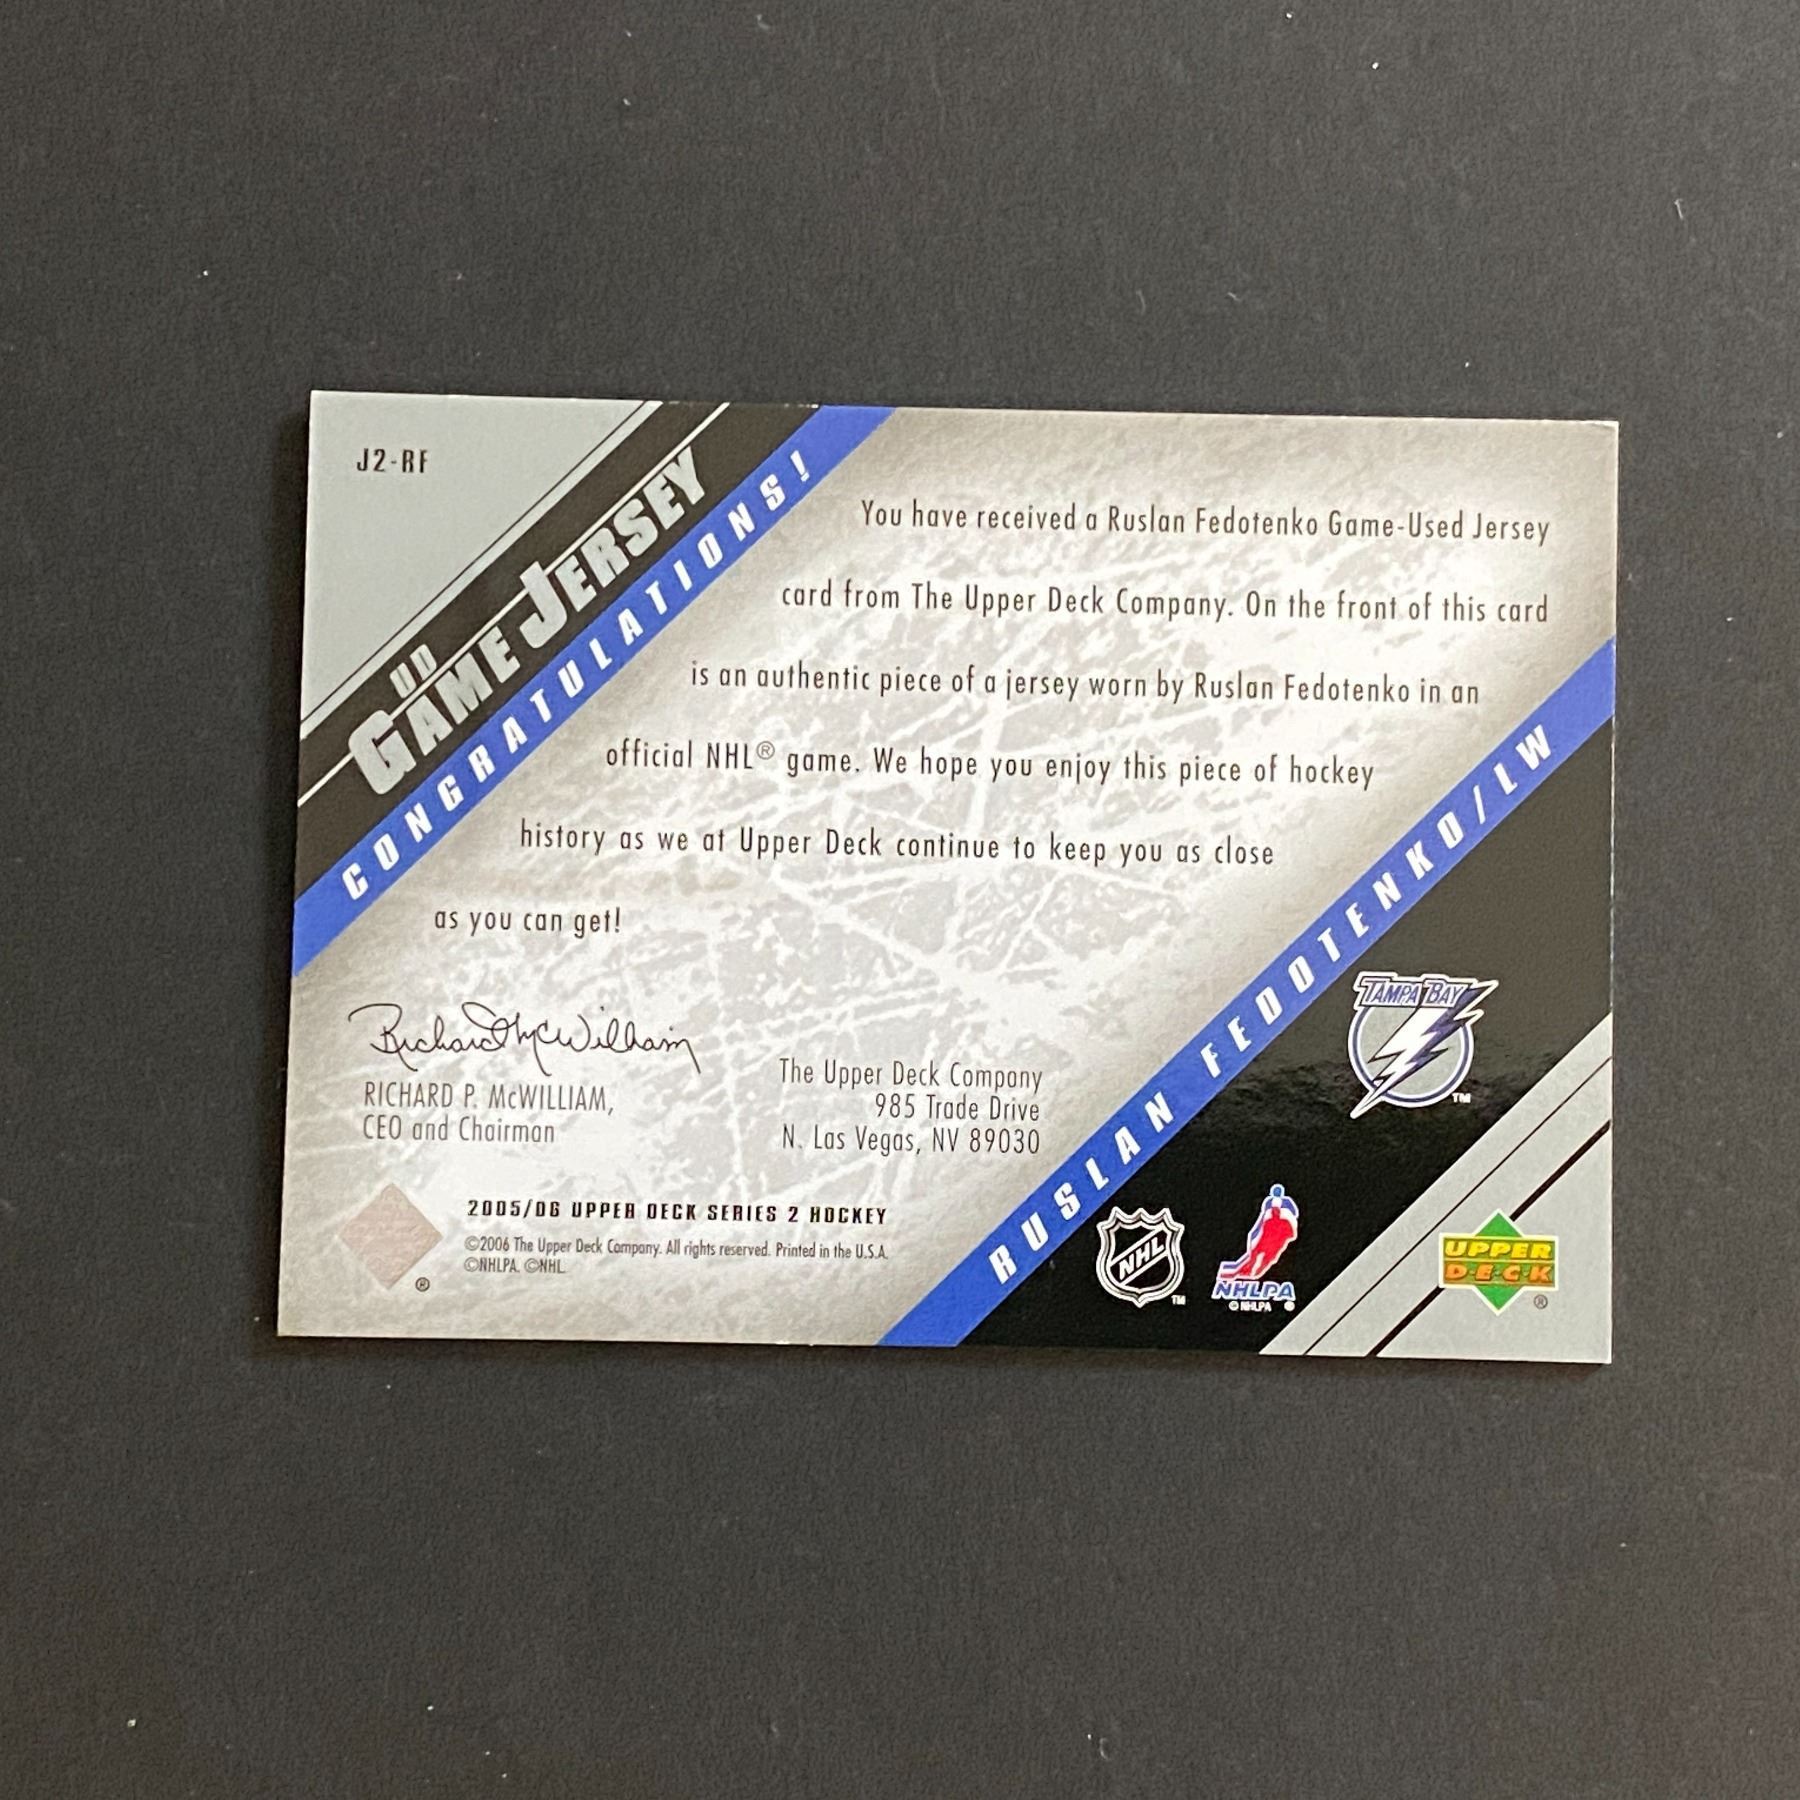 J2-RF
UD
GAME JERSEY
CONGRATULATIONS!
You have received a Ruslan Fedotenko Game-Used Jersey
card from The Upper Deck Company. On the front of this card
is an authentic piece of a jersey worn by Ruslan Fedotenko in an
official NHL® game. We hope you enjoy this piece of hockey
history as we at Upper Deck continue to keep you as close
as you can get!
Richard McWilliam
RICHARD P. McWILLIAM,
CEO and Chairman
The Upper Deck Company
985 Trade Drive
N. Las Vegas, NV 89030
2005/06 UPPER DECK SERIES 2 HOCKEY
©2006 The Upper Deck Company. All rights reserved. Printed in the U.S.A.
©NHLPA. ©NHL.
®
RUSLAN FEDOTENKO/LW
TAMPA BAY
TM
NHL
TM
NHLPA
© NHLPA ®
UPPER
D·E·C·K
®